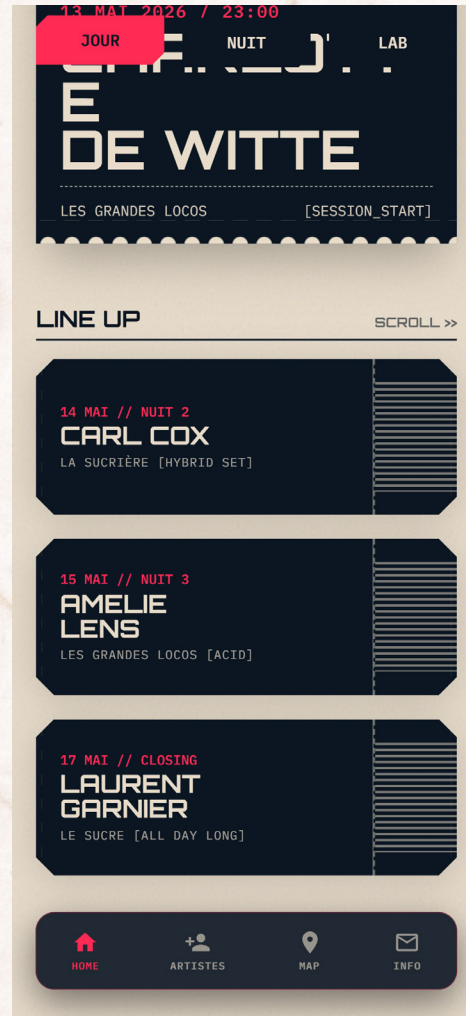 13 MAI 2026 / 23:00
JOUR
NUIT
LAB
E
DE WITTE
LES GRANDES LOCOS
[SESSION_START]
LINE UP
SCROLL >>
14 MAI // NUIT 2
CARL COX
LA SUCRIÈRE [HYBRID SET]
15 MAI // NUIT 3
AMELIE
LENS
LES GRANDES LOCOS [ACID]
17 MAI // CLOSING
LAURENT
GARNIER
LE SUCRE [ALL DAY LONG]
HOME
ARTISTES
MAP
INFO